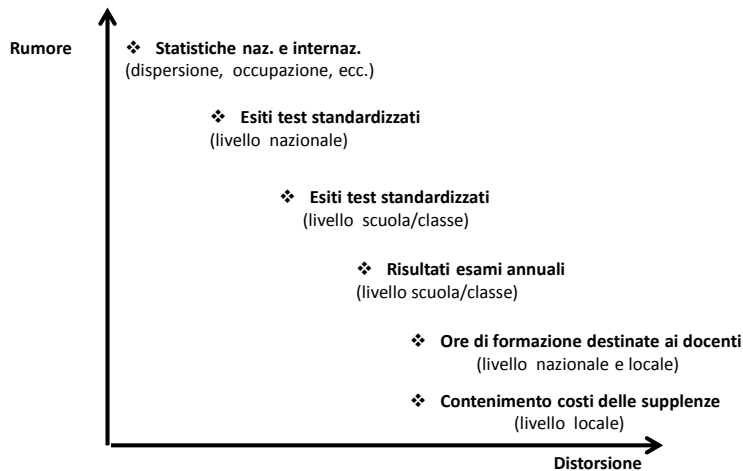 Rumore
❖ Statistiche naz. e internaz.
(dispersione, occupazione, ecc.)
❖ Esiti test standardizzati
(livello nazionale)
❖ Esiti test standardizzati
(livello scuola/classe)
❖ Risultati esami annuali
(livello scuola/classe)
❖ Ore di formazione destinate ai docenti
(livello nazionale e locale)
❖ Contenimento costi delle supplenze
(livello locale)
Distorsione